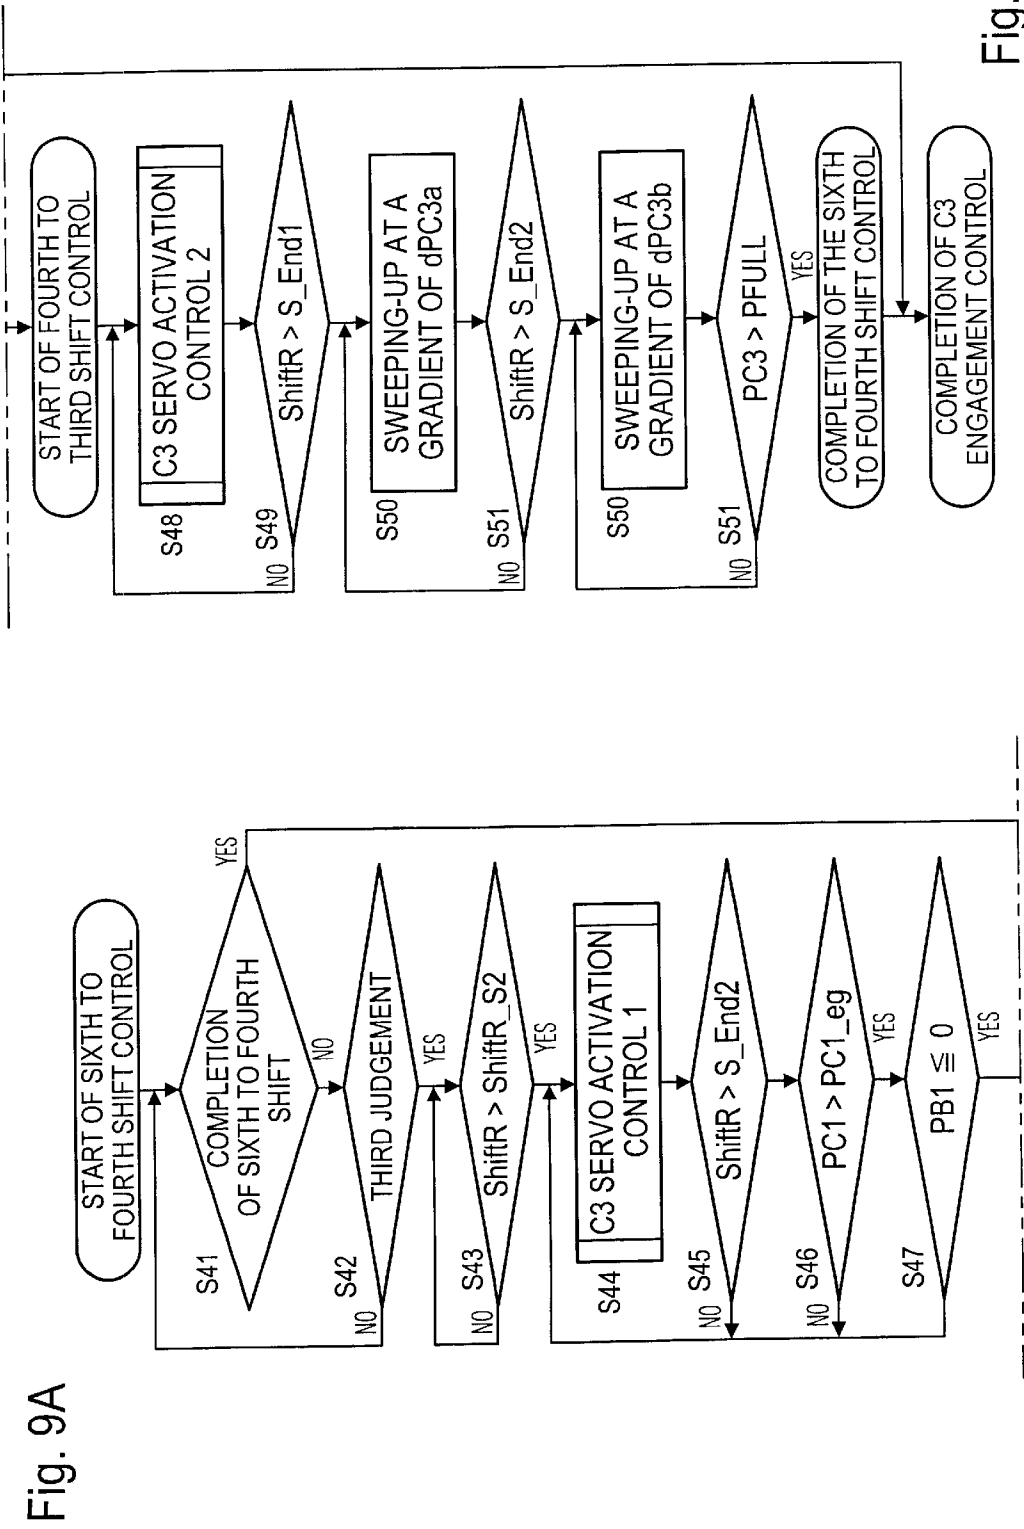 Fig. 9A
START OF SIXTH TO
FOURTH SHIFT CONTROL
S41
COMPLETION
OF SIXTH TO FOURTH
SHIFT
YES
NO
S42
THIRD JUDGEMENT
NO
YES
S43
ShiftR > ShiftR_S2
NO
YES
S44
C3 SERVO ACTIVATION
CONTROL 1
S45
ShiftR > S_End2
NO
S46
PC1 > PC1_eg
NO
YES
S47
PB1 ≦ 0
YES
Fig.
START OF FOURTH TO
THIRD SHIFT CONTROL
S48
C3 SERVO ACTIVATION
CONTROL 2
S49
ShiftR > S_End1
NO
S50
SWEEPING-UP AT A
GRADIENT OF dPC3a
S51
ShiftR > S_End2
NO
S50
SWEEPING-UP AT A
GRADIENT OF dPC3b
S51
PC3 > PFULL
NO
YES
COMPLETION OF THE SIXTH
TO FOURTH SHIFT CONTROL
COMPLETION OF C3
ENGAGEMENT CONTROL